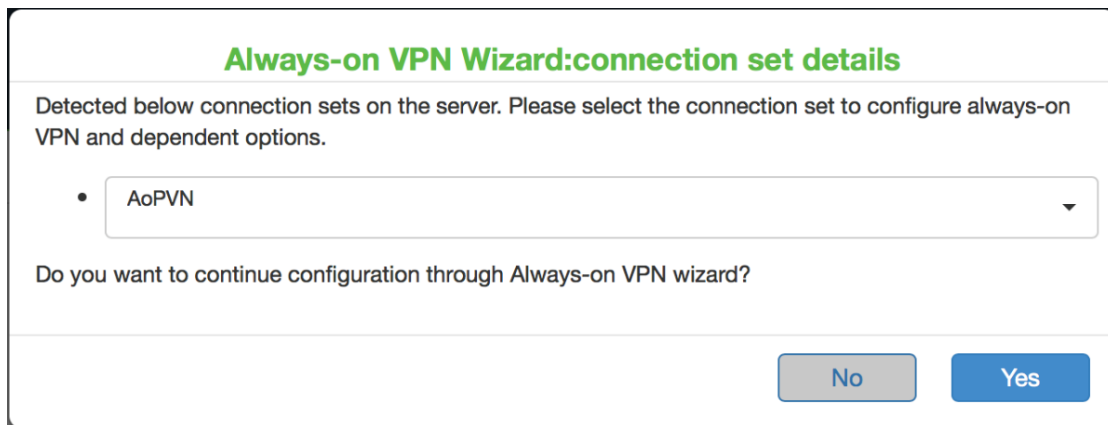 Always-on VPN Wizard:connection set details
Detected below connection sets on the server. Please select the connection set to configure always-on
VPN and dependent options.
AoPVN
Do you want to continue configuration through Always-on VPN wizard?
No
Yes